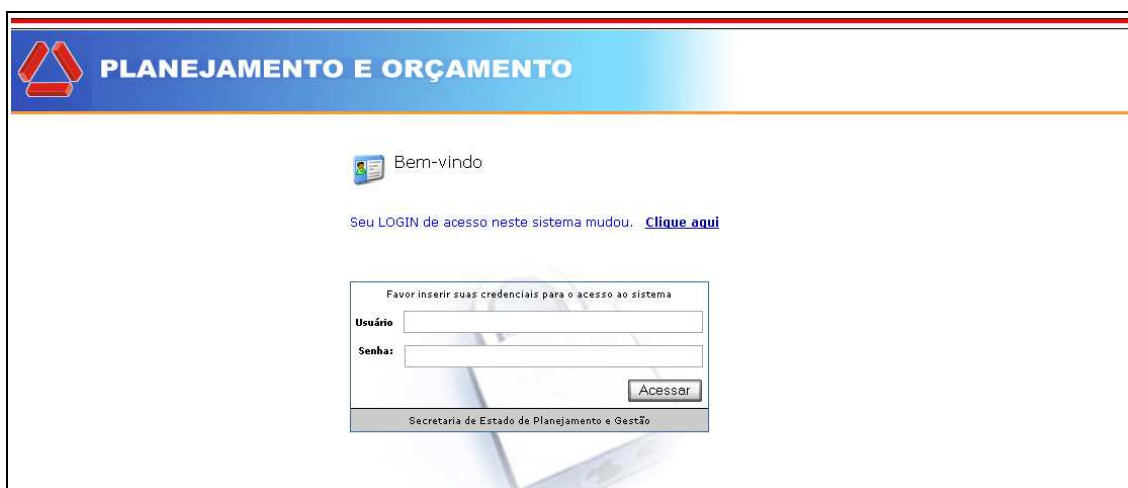 PLANEJAMENTO E ORÇAMENTO
Bem-vindo
Seu LOGIN de acesso neste sistema mudou. Clique aqui
Favor inserir suas credenciais para o acesso ao sistema
Usuário
Senha:
Acessar
Secretaria de Estado de Planejamento e Gestão